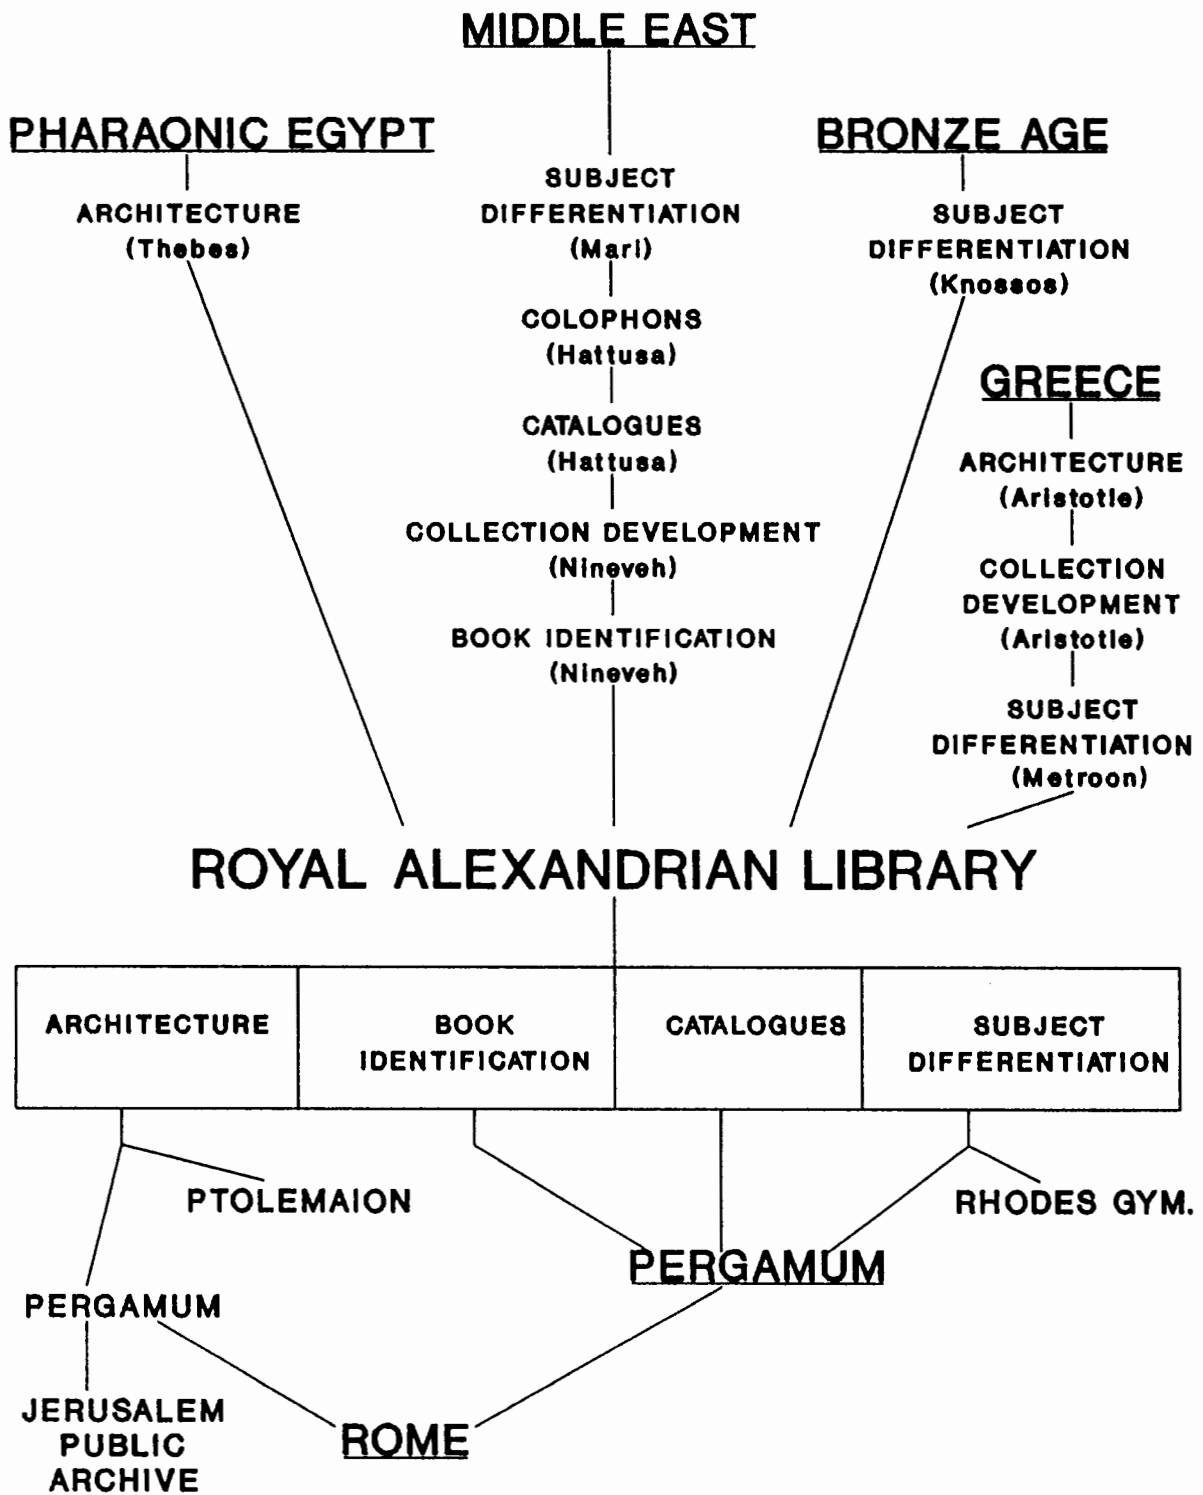 MIDDLE EAST
PHARAONIC EGYPT
ARCHITECTURE
(Thebes)
SUBJECT
DIFFERENTIATION
(Mari)
COLOPHONS
(Hattusa)
CATALOGUES
(Hattusa)
COLLECTION DEVELOPMENT
(Nineveh)
BOOK IDENTIFICATION
(Nineveh)
BRONZE AGE
SUBJECT
DIFFERENTIATION
(Knossos)
GREECE
ARCHITECTURE
(Aristotle)
COLLECTION
DEVELOPMENT
(Aristotle)
SUBJECT
DIFFERENTIATION
(Metroon)
ROYAL ALEXANDRIAN LIBRARY
ARCHITECTURE
BOOK
IDENTIFICATION
CATALOGUES
SUBJECT
DIFFERENTIATION
PTOLEMAION
RHODES GYM.
PERGAMUM
PERGAMUM
JERUSALEM
PUBLIC
ARCHIVE
ROME